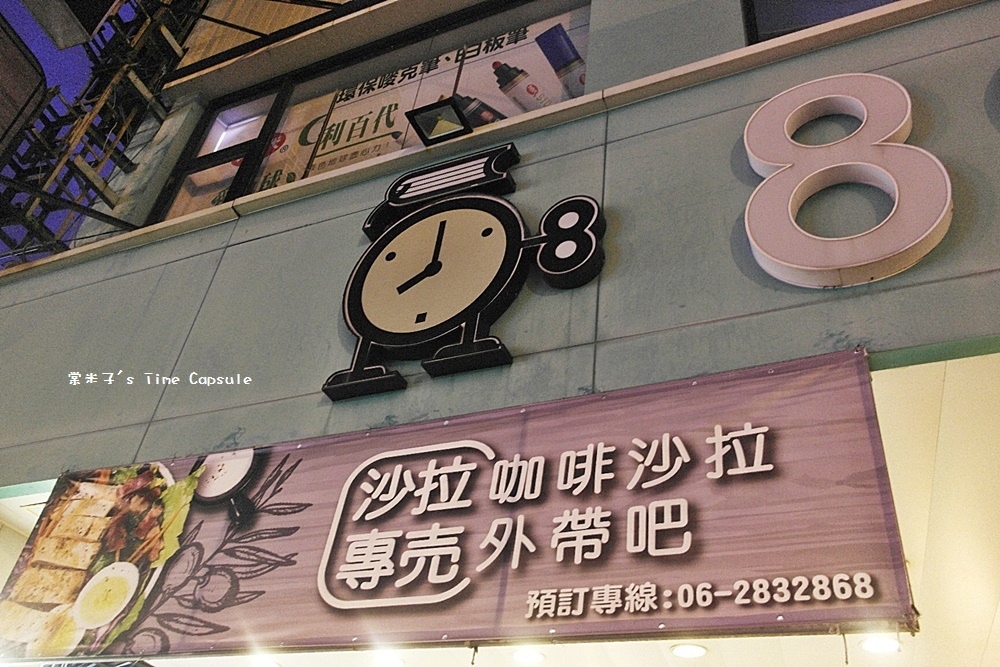 環保嘜克筆、白板筆
利百代
8
8
棠米子's Time Capsule
沙拉專売
咖啡沙拉
外帶吧
預訂專線:06-2832868